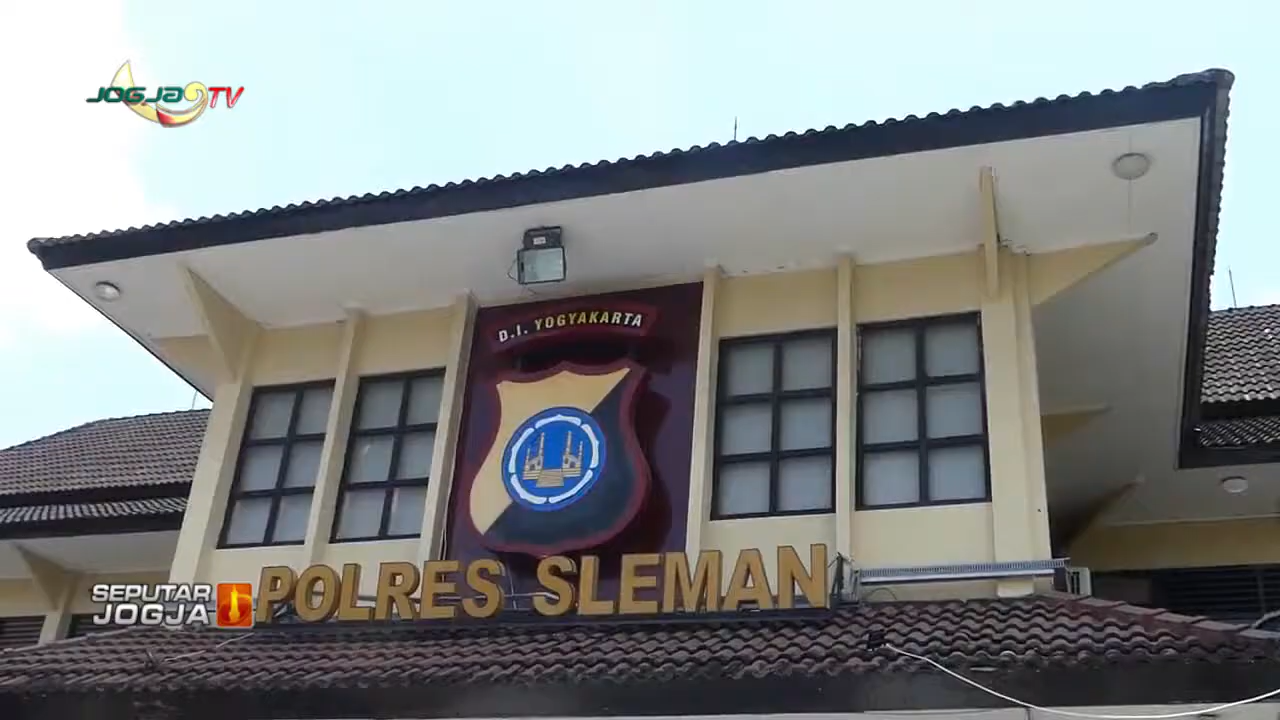 JOGJA TV
D.I. YOGYAKARTA
SEPUTAR
JOGJA
POLRES SLEMAN